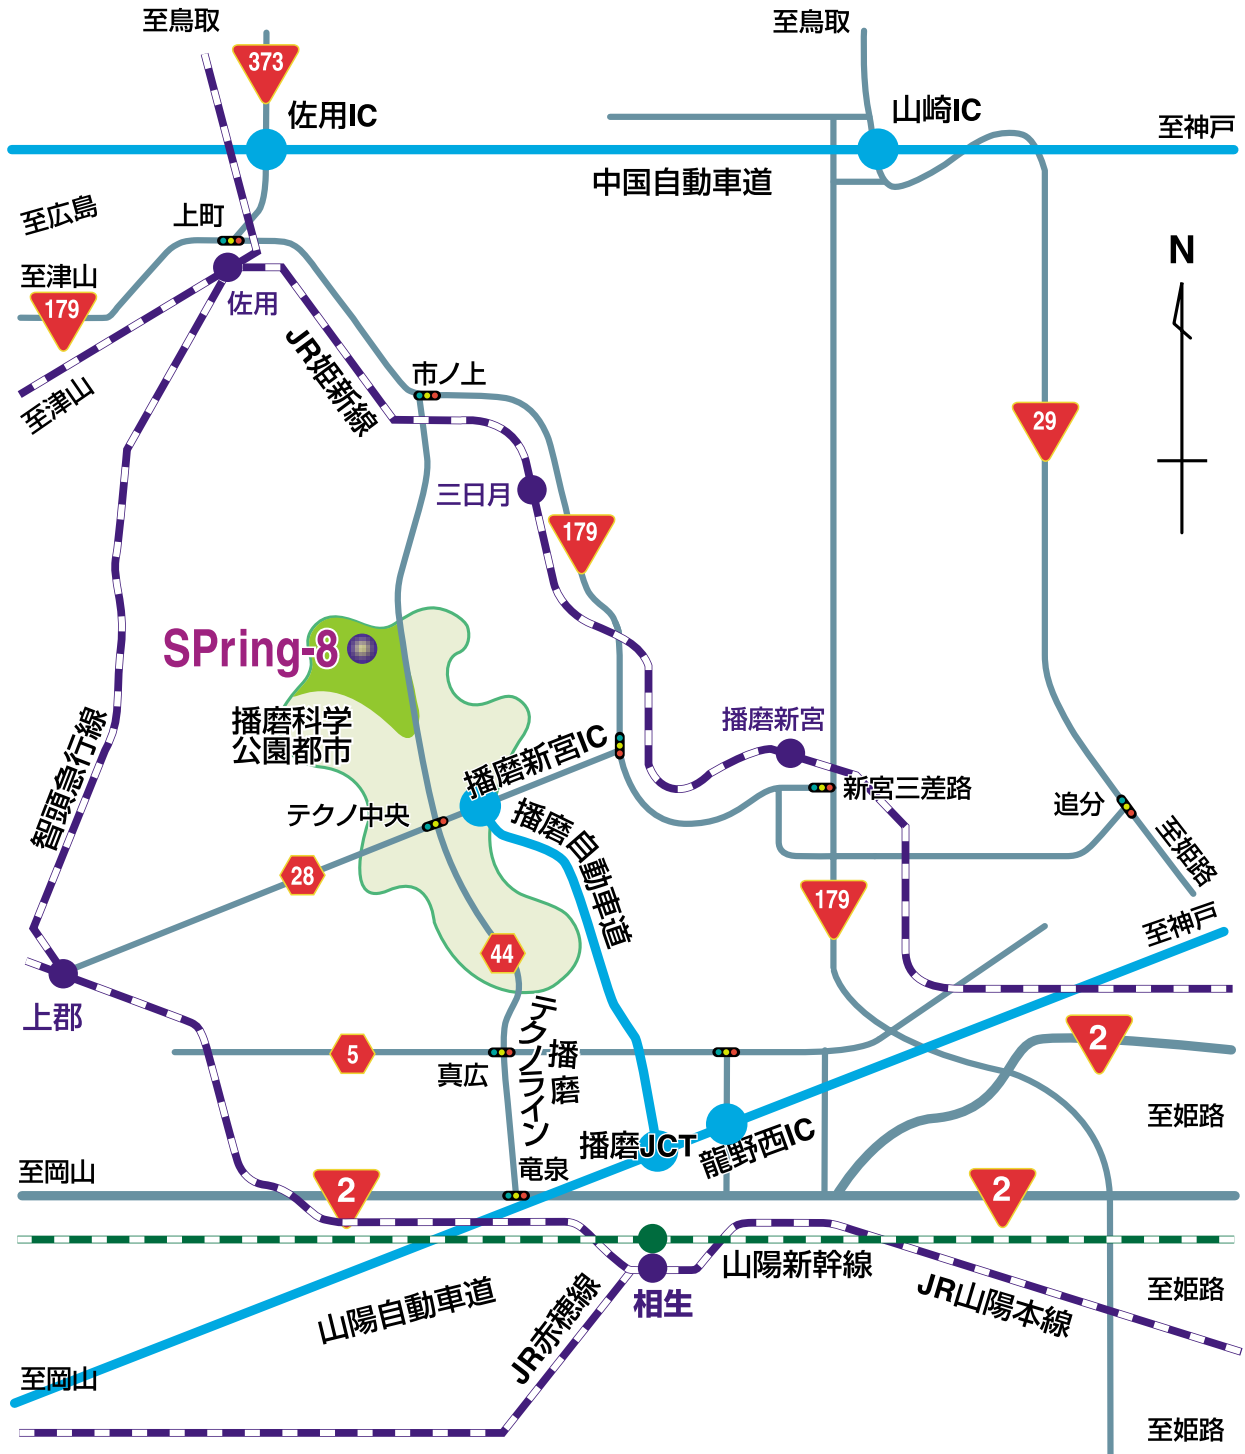 至鳥取
至鳥取
373
佐用IC
山崎IC
至神戸
中国自動車道
至広島
上町
N
至津山
179
佐用
JR姫新線
至津山
市ノ上
29
三日月
179
SPring-8
播磨科学
公園都市
智頭急行線
播磨新宮
播磨新宮IC
新宮三差路
追分
テクノ中央
播磨自動車道
至姫路
28
179
至神戸
44
上郡
播磨
テクノライン
5
2
真広
至姫路
播磨JCT
龍野西IC
至岡山
竜泉
2
2
山陽新幹線
至姫路
相生
JR山陽本線
山陽自動車道
JR赤穂線
至岡山
至姫路